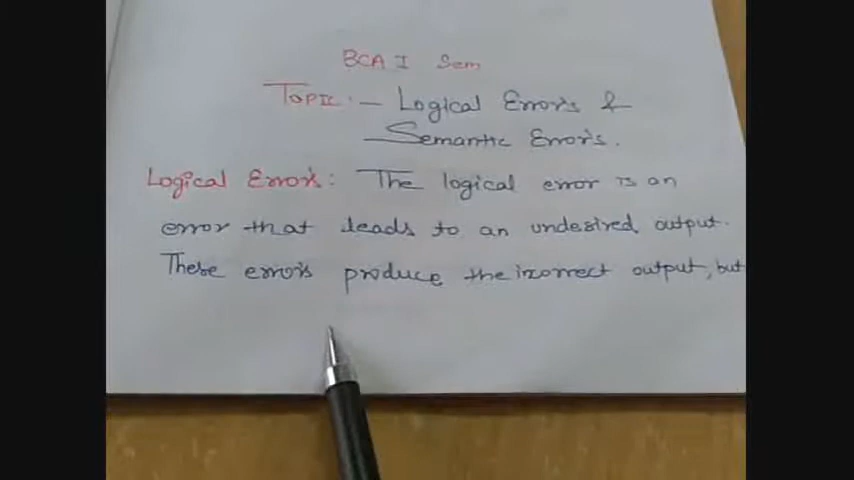 BCA I Sem
Topic:- Logical Errors &
Semantic Errors.
Logical Errors: The logical error is an
error that leads to an undesired output.
These errors produce the incorrect output, but